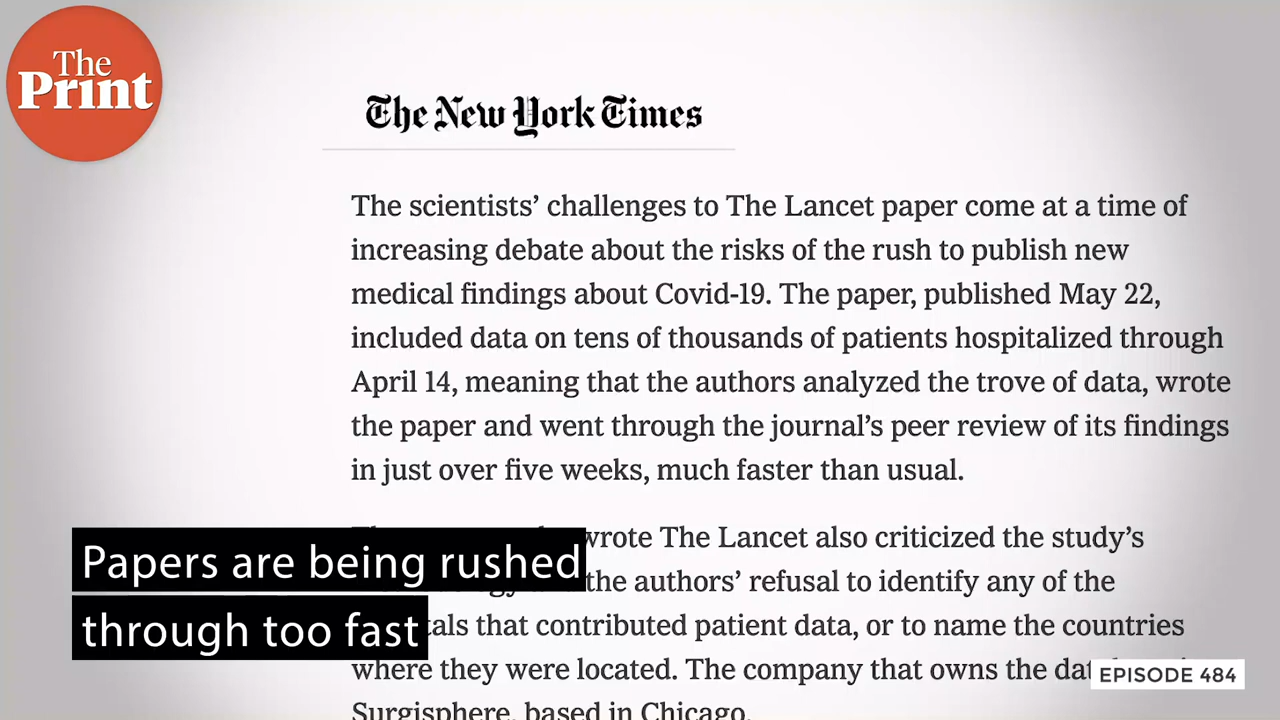 The
Print
The New York Times
The scientists’ challenges to The Lancet paper come at a time of
increasing debate about the risks of the rush to publish new
medical findings about Covid-19. The paper, published May 22,
included data on tens of thousands of patients hospitalized through
April 14, meaning that the authors analyzed the trove of data, wrote
the paper and went through the journal’s peer review of its findings
in just over five weeks, much faster than usual.
wrote The Lancet also criticized the study’s
Papers are being rushed
the authors’ refusal to identify any of the
through too fast
that contributed patient data, or to name the countries
where they were located. The company that owns the
EPISODE 484
Surgisphere, based in Chicago.